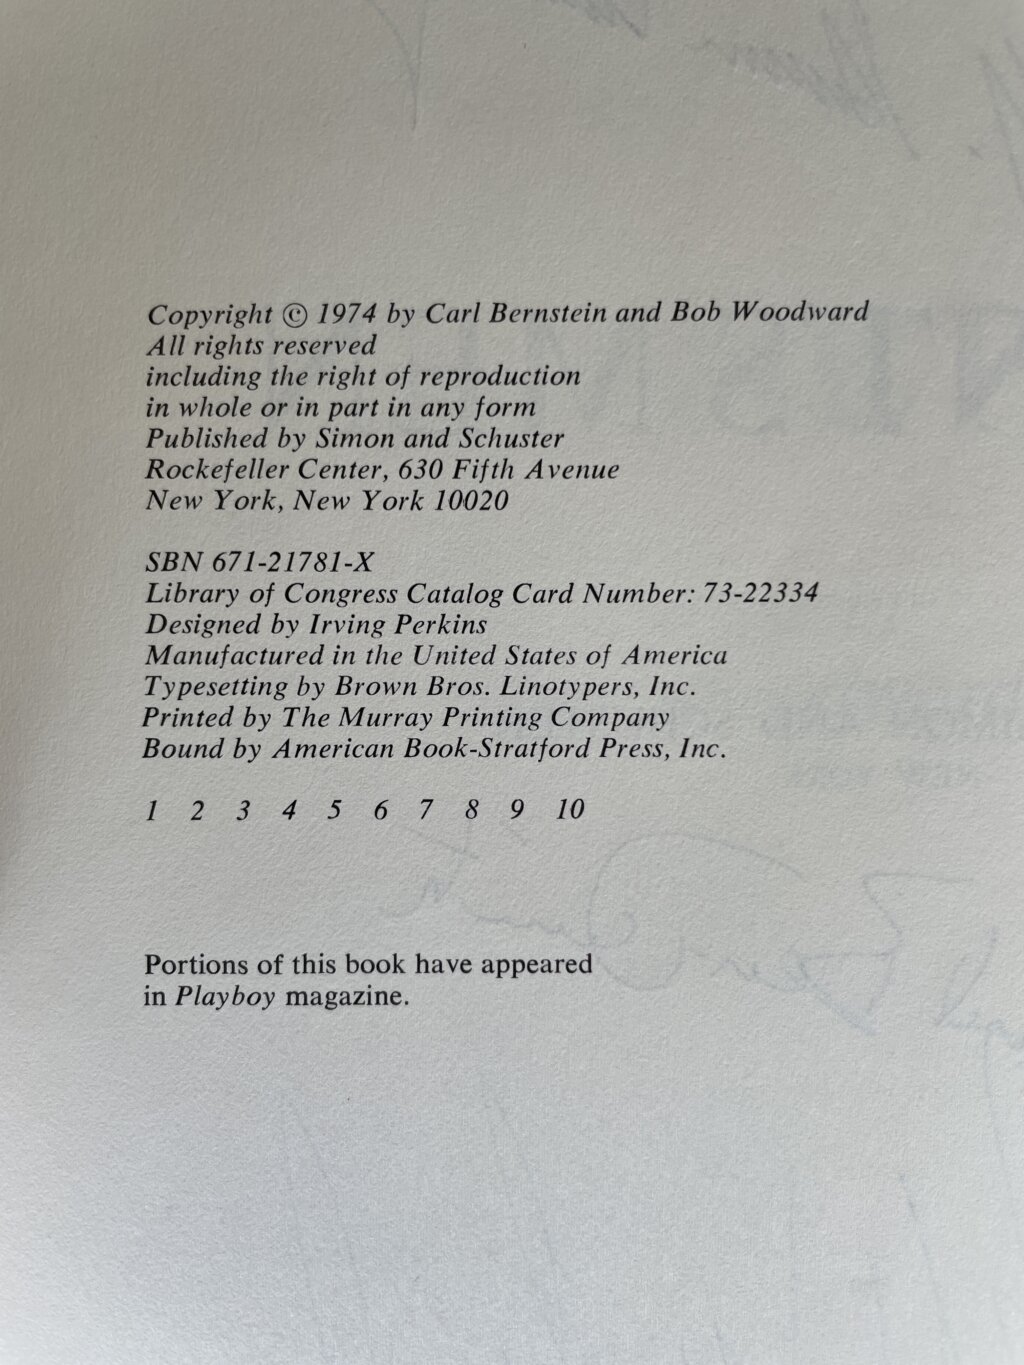 Copyright © 1974 by Carl Bernstein and Bob Woodward
All rights reserved
including the right of reproduction
in whole or in part in any form
Published by Simon and Schuster
Rockefeller Center, 630 Fifth Avenue
New York, New York 10020
SBN 671-21781-X
Library of Congress Catalog Card Number: 73-22334
Designed by Irving Perkins
Manufactured in the United States of America
Typesetting by Brown Bros. Linotypers, Inc.
Printed by The Murray Printing Company
Bound by American Book-Stratford Press, Inc.
1 2 3 4 5 6 7 8 9 10
Portions of this book have appeared
in Playboy magazine.